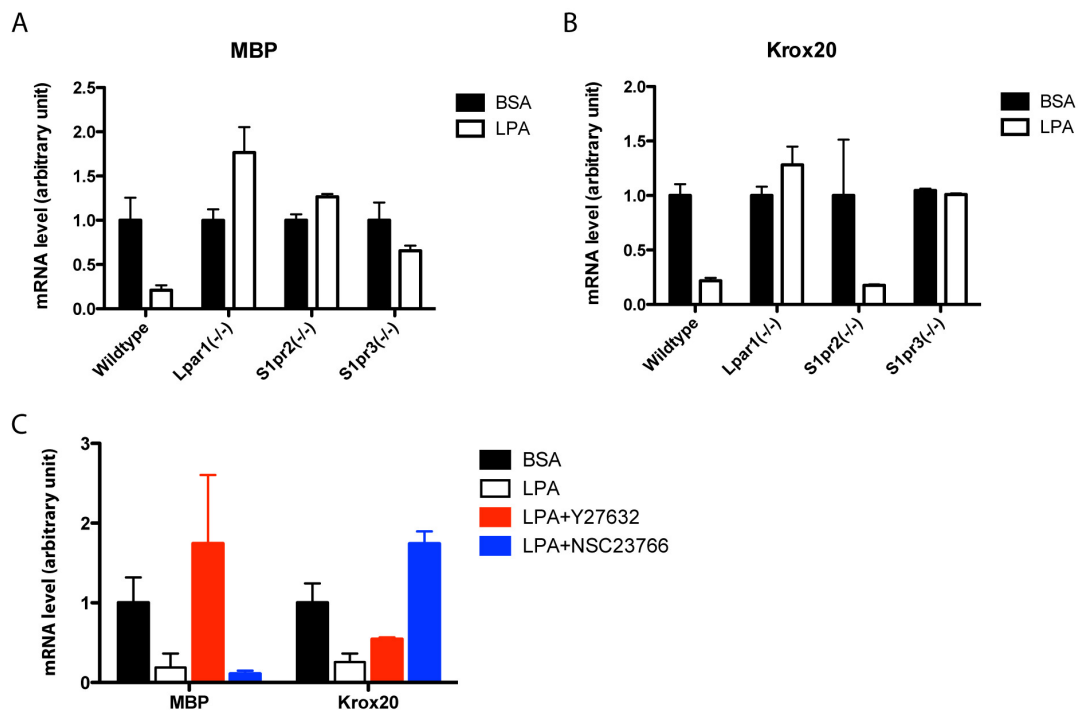 A
MBP
mRNA level (arbitrary unit)
2.5
2.0
1.5
1.0
0.5
0.0
BSA
LPA
Wildtype
Lpar1(-/-)
S1pr2(-/-)
S1pr3(-/-)
B
Krox20
mRNA level (arbitrary unit)
2.0
1.5
1.0
0.5
0.0
BSA
LPA
Wildtype
Lpar1(-/-)
S1pr2(-/-)
S1pr3(-/-)
C
mRNA level (arbitrary unit)
3
2
1
0
BSA
LPA
LPA+Y27632
LPA+NSC23766
MBP
Krox20